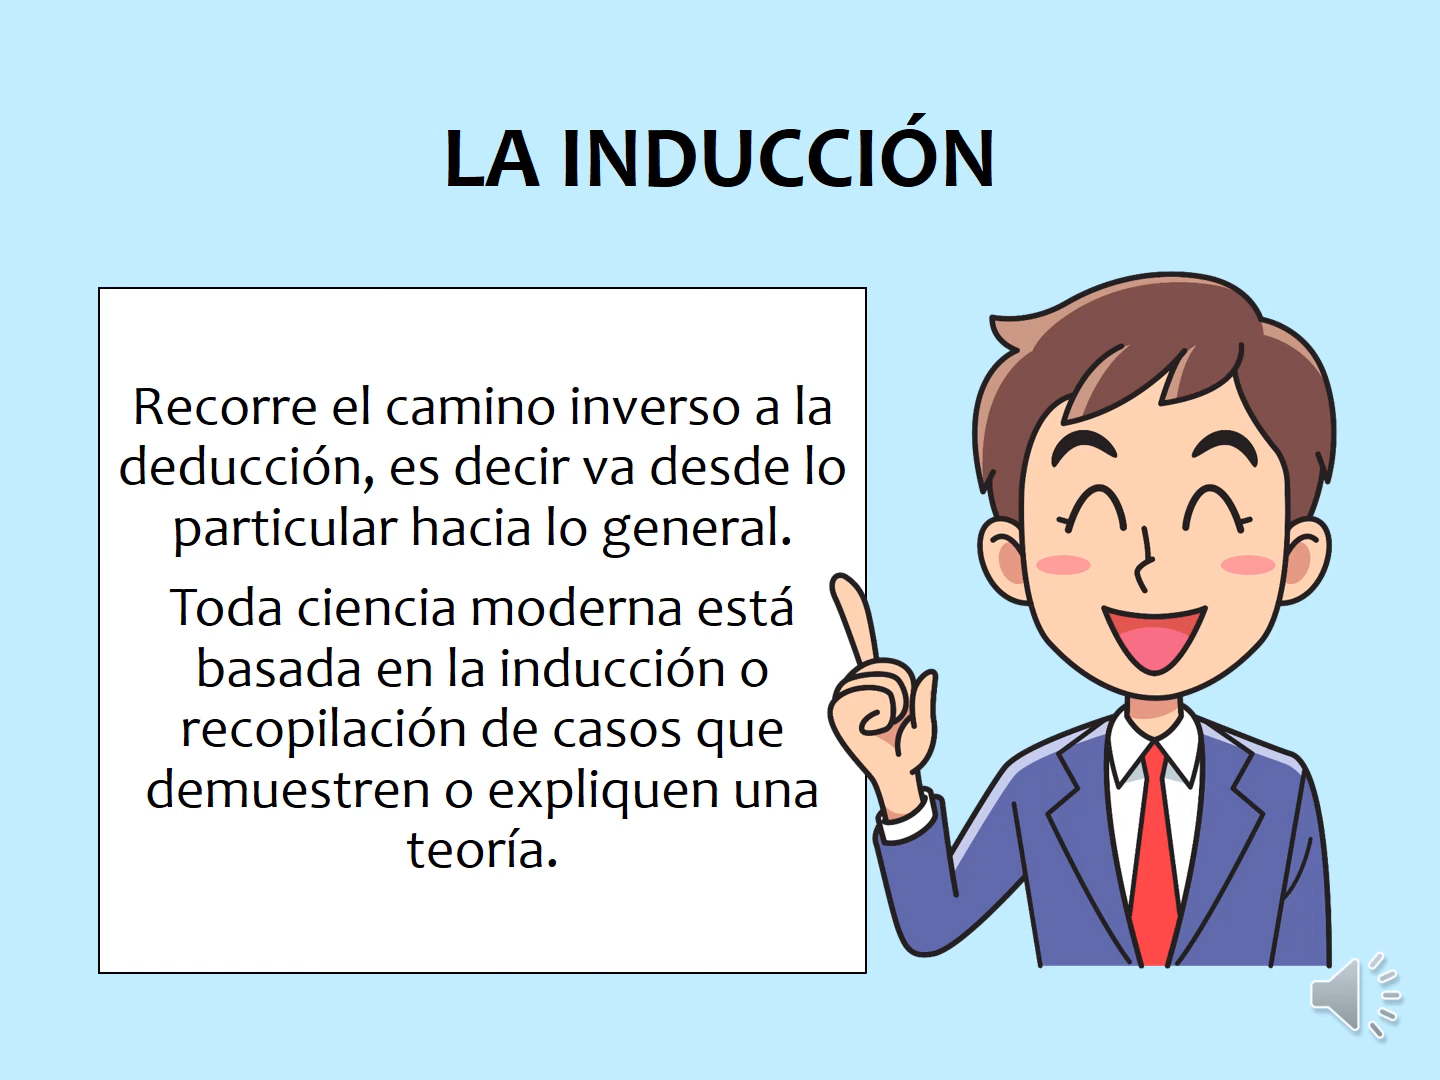 LA INDUCCIÓN
Recorre el camino inverso a la
deducción, es decir va desde lo
particular hacia lo general.
Toda ciencia moderna está
basada en la inducción o
recopilación de casos que
demuestren o expliquen una
teoría.